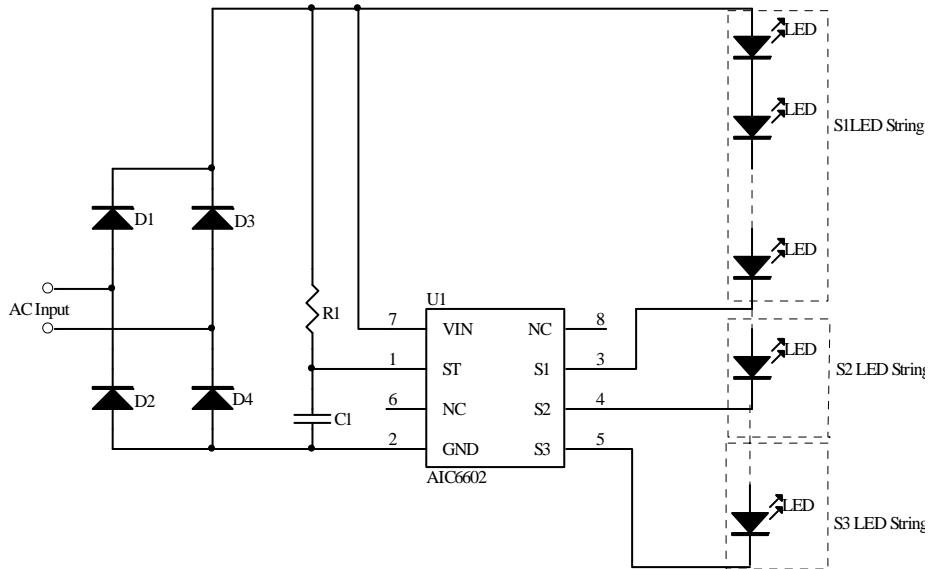 LED
LED
S1LED String
D1
D3
LED
AC Input
R1
U1
7
VIN
NC
8
1
ST
S1
3
LED
S2 LED String
D2
D4
C1
6
NC
S2
4
2
GND
S3
5
AIC6602
LED
S3 LED String